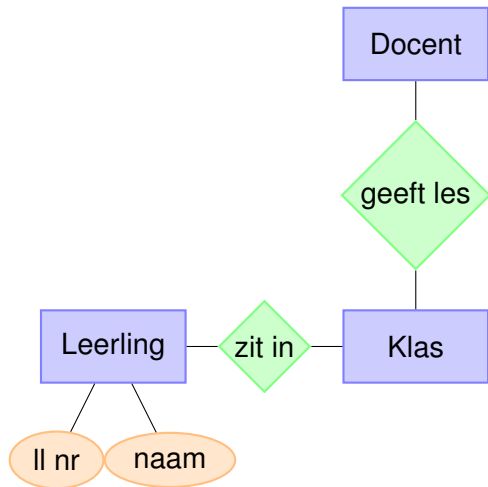 Docent
geeft les
Leerling
zit in
Klas
ll nr
naam